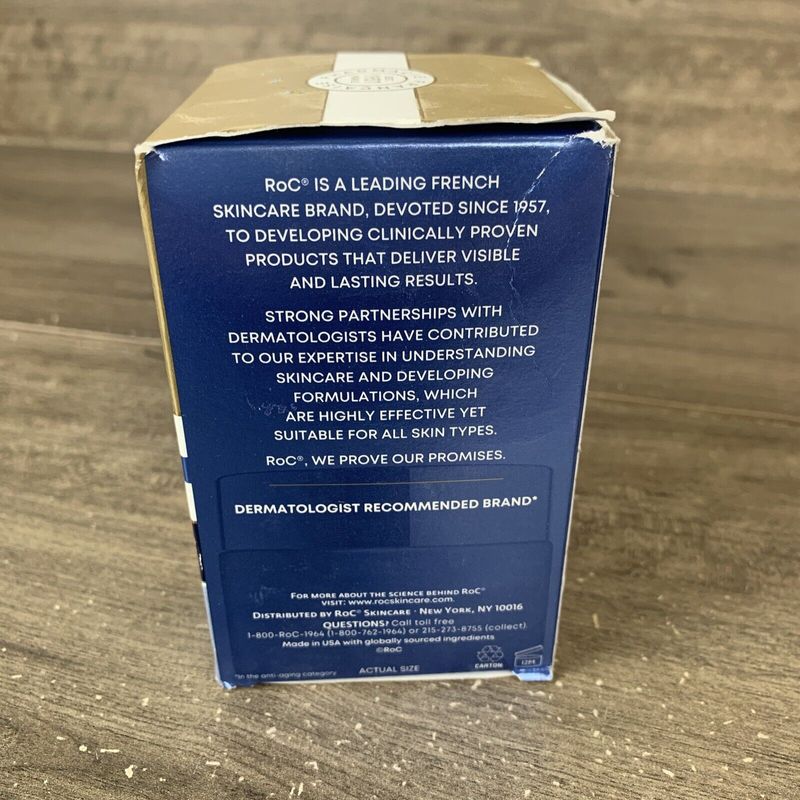 RoC® IS A LEADING FRENCH
SKINCARE BRAND, DEVOTED SINCE 1957,
TO DEVELOPING CLINICALLY PROVEN
PRODUCTS THAT DELIVER VISIBLE
AND LASTING RESULTS.
STRONG PARTNERSHIPS WITH
DERMATOLOGISTS HAVE CONTRIBUTED
TO OUR EXPERTISE IN UNDERSTANDING
SKINCARE AND DEVELOPING
FORMULATIONS, WHICH
ARE HIGHLY EFFECTIVE YET
SUITABLE FOR ALL SKIN TYPES.
RoC®, WE PROVE OUR PROMISES.
DERMATOLOGIST RECOMMENDED BRAND*
FOR MORE ABOUT THE SCIENCE BEHIND RoC®
VISIT: www.rocskincare.com.
DISTRIBUTED BY RoC® SKINCARE · NEW YORK, NY 10016
QUESTIONS? Call toll free
1-800-RoC-1964 (1-800-762-1964) or 215-273-8755 (collect)
Made in USA with globally sourced ingredients
©RoC
CARTON
12M
*In the anti-aging category
ACTUAL SIZE